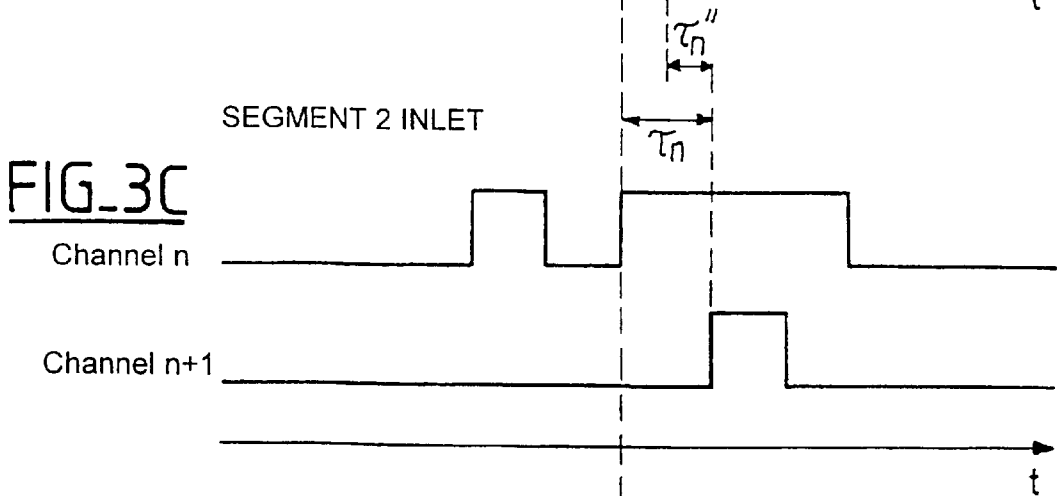 t
τn"
SEGMENT 2 INLET
τn
FIG_3C
Channel n
Channel n+1
t